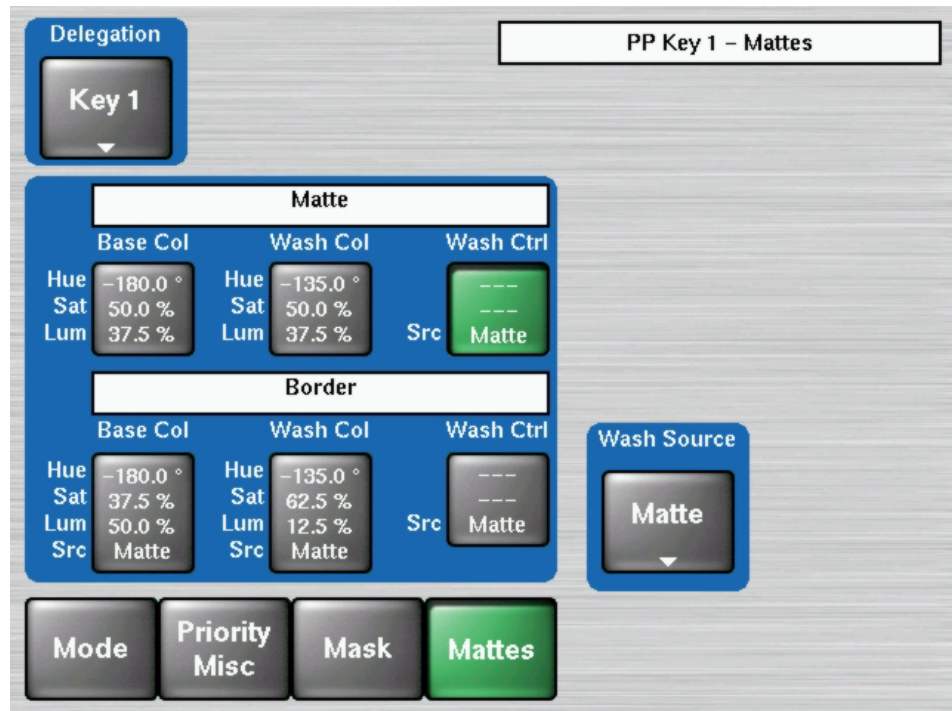 Delegation
PP Key 1 – Mattes
Key 1
Matte
Base Col Wash Col Wash Ctrl
Hue –180.0 ° Hue –135.0 ° ---
Sat 50.0 % Sat 50.0 % ---
Lum 37.5 % Lum 37.5 % Src Matte
Border
Base Col Wash Col Wash Ctrl
Wash Source
Hue –180.0 ° Hue –135.0 ° ---
Sat 37.5 % Sat 62.5 % ---
Lum 50.0 % Lum 12.5 % Src Matte
Src Matte Src Matte
Matte
Mode
Priority
Misc
Mask
Mattes